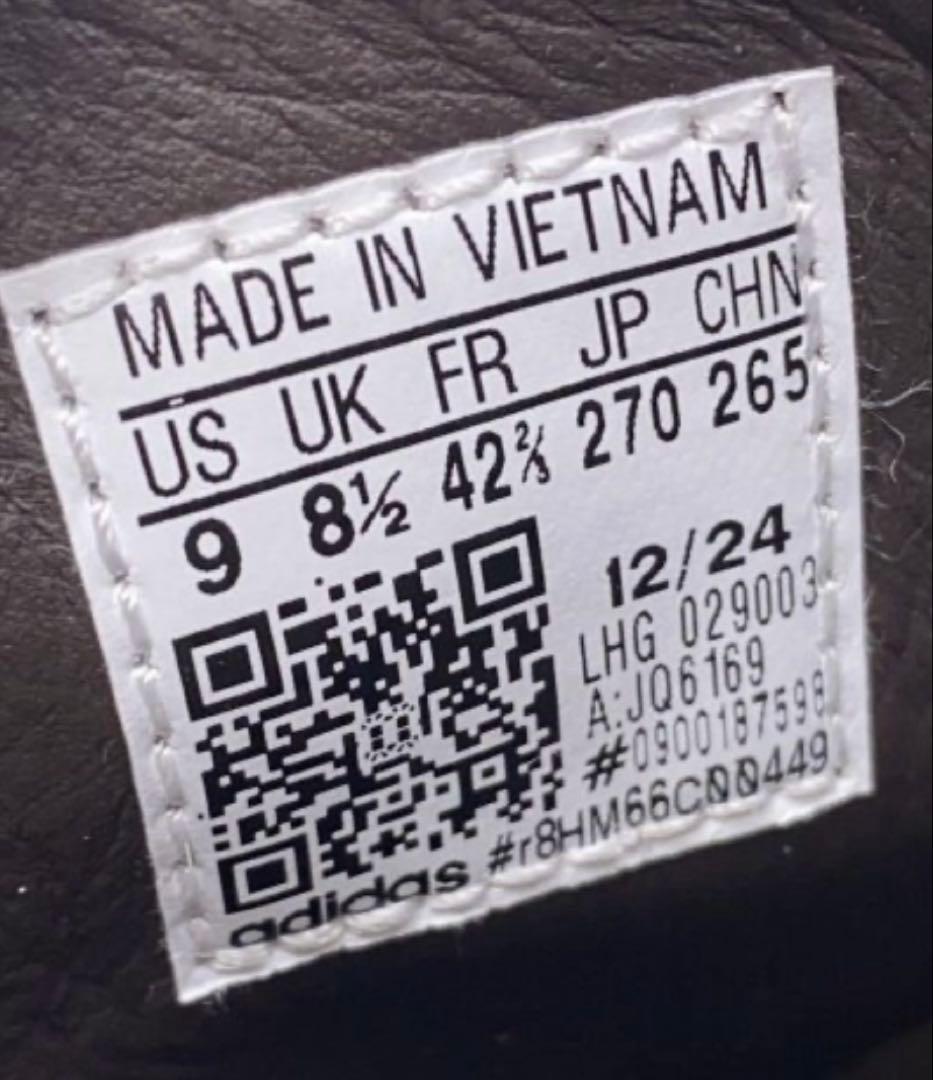 MADE IN VIETNAM
US UK FR JP CHN
9 8½ 42⅔ 270 265
12/24
LHG 029003
A:JQ6169
#0900187598
adidas #r8HM66C00449